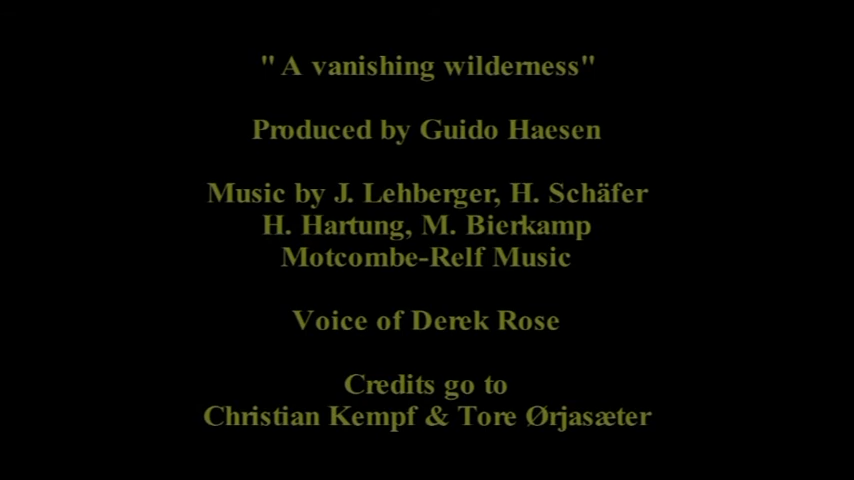 "A vanishing wilderness"
Produced by Guido Haesen
Music by J. Lehberger, H. Schäfer
H. Hartung, M. Bierkamp
Motcombe-Relf Music
Voice of Derek Rose
Credits go to
Christian Kempf & Tore Ørjasæter